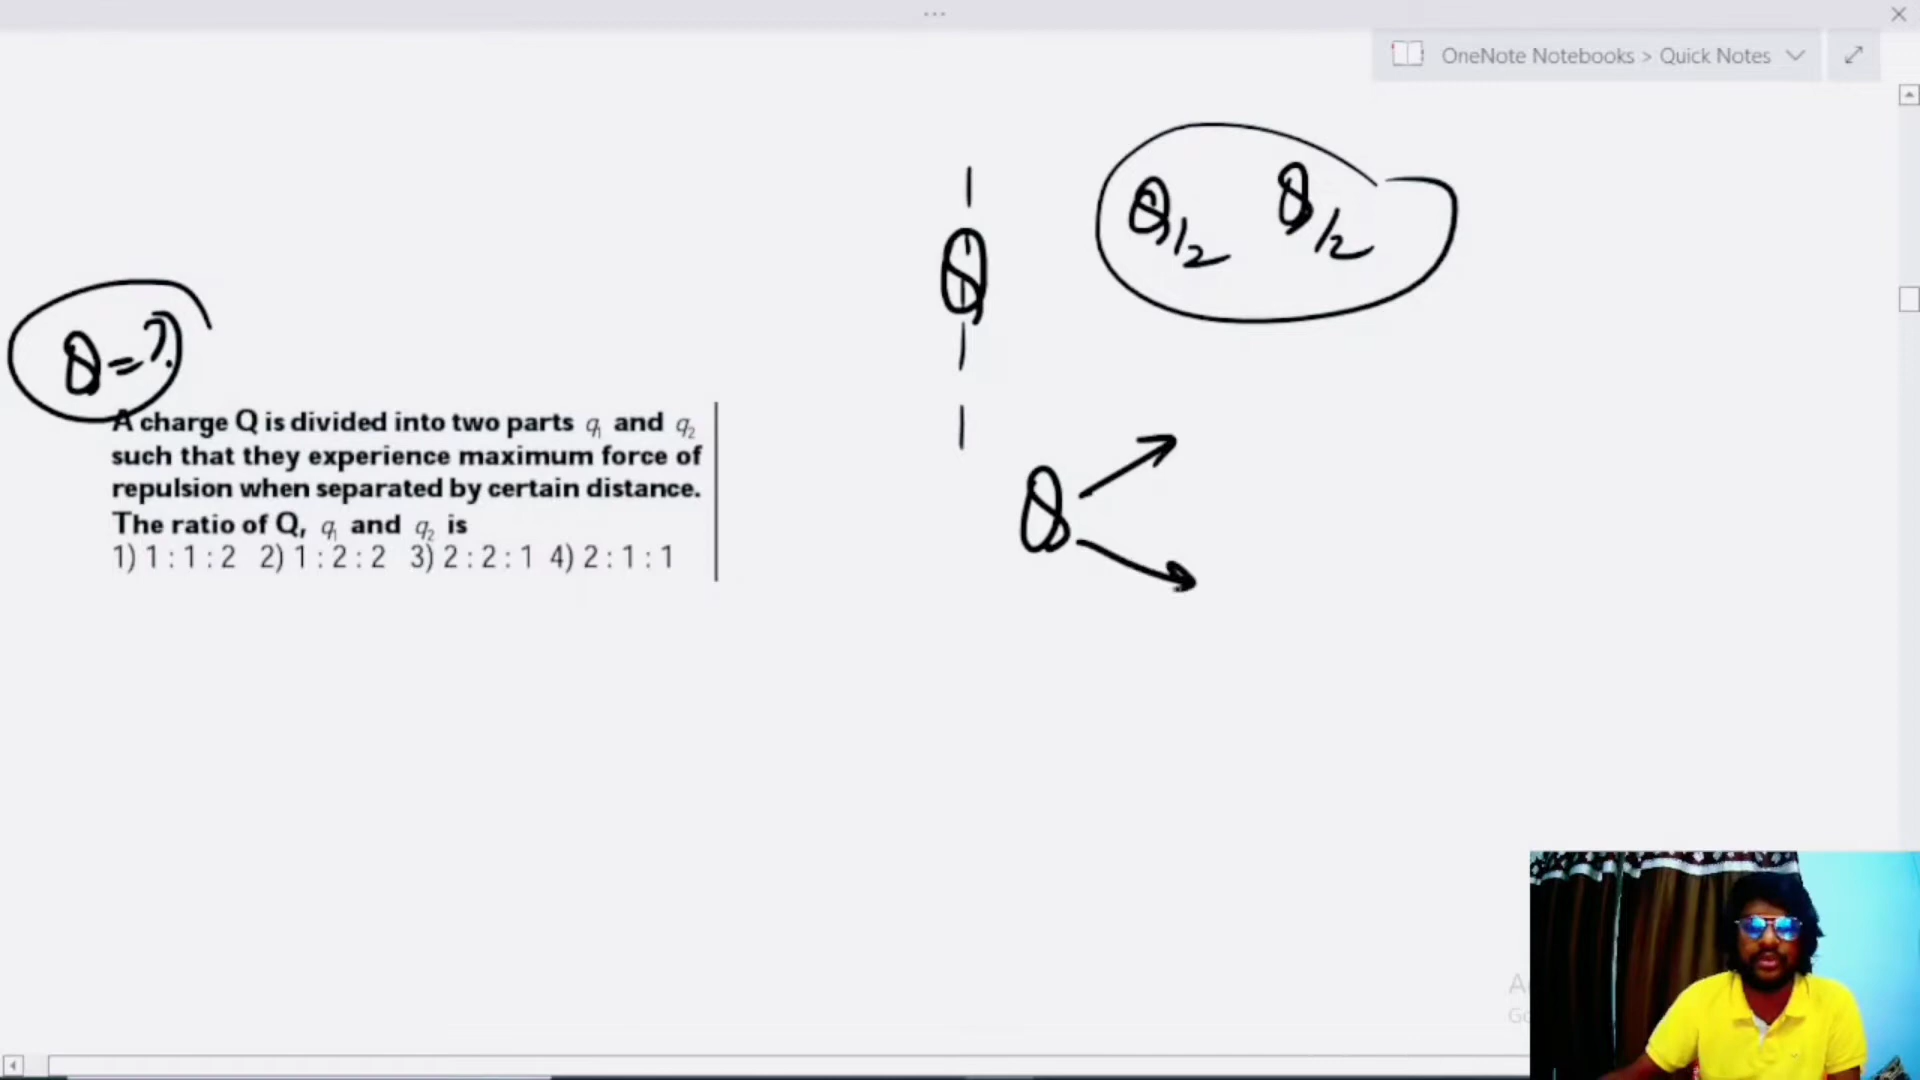 OneNote Notebooks > Quick Notes
Q/2 Q/2
Q
Q=?
A charge Q is divided into two parts q₁ and q₂
such that they experience maximum force of
repulsion when separated by certain distance.
The ratio of Q, q₁ and q₂ is
1) 1 : 1 : 2 2) 1 : 2 : 2 3) 2 : 2 : 1 4) 2 : 1 : 1
Q